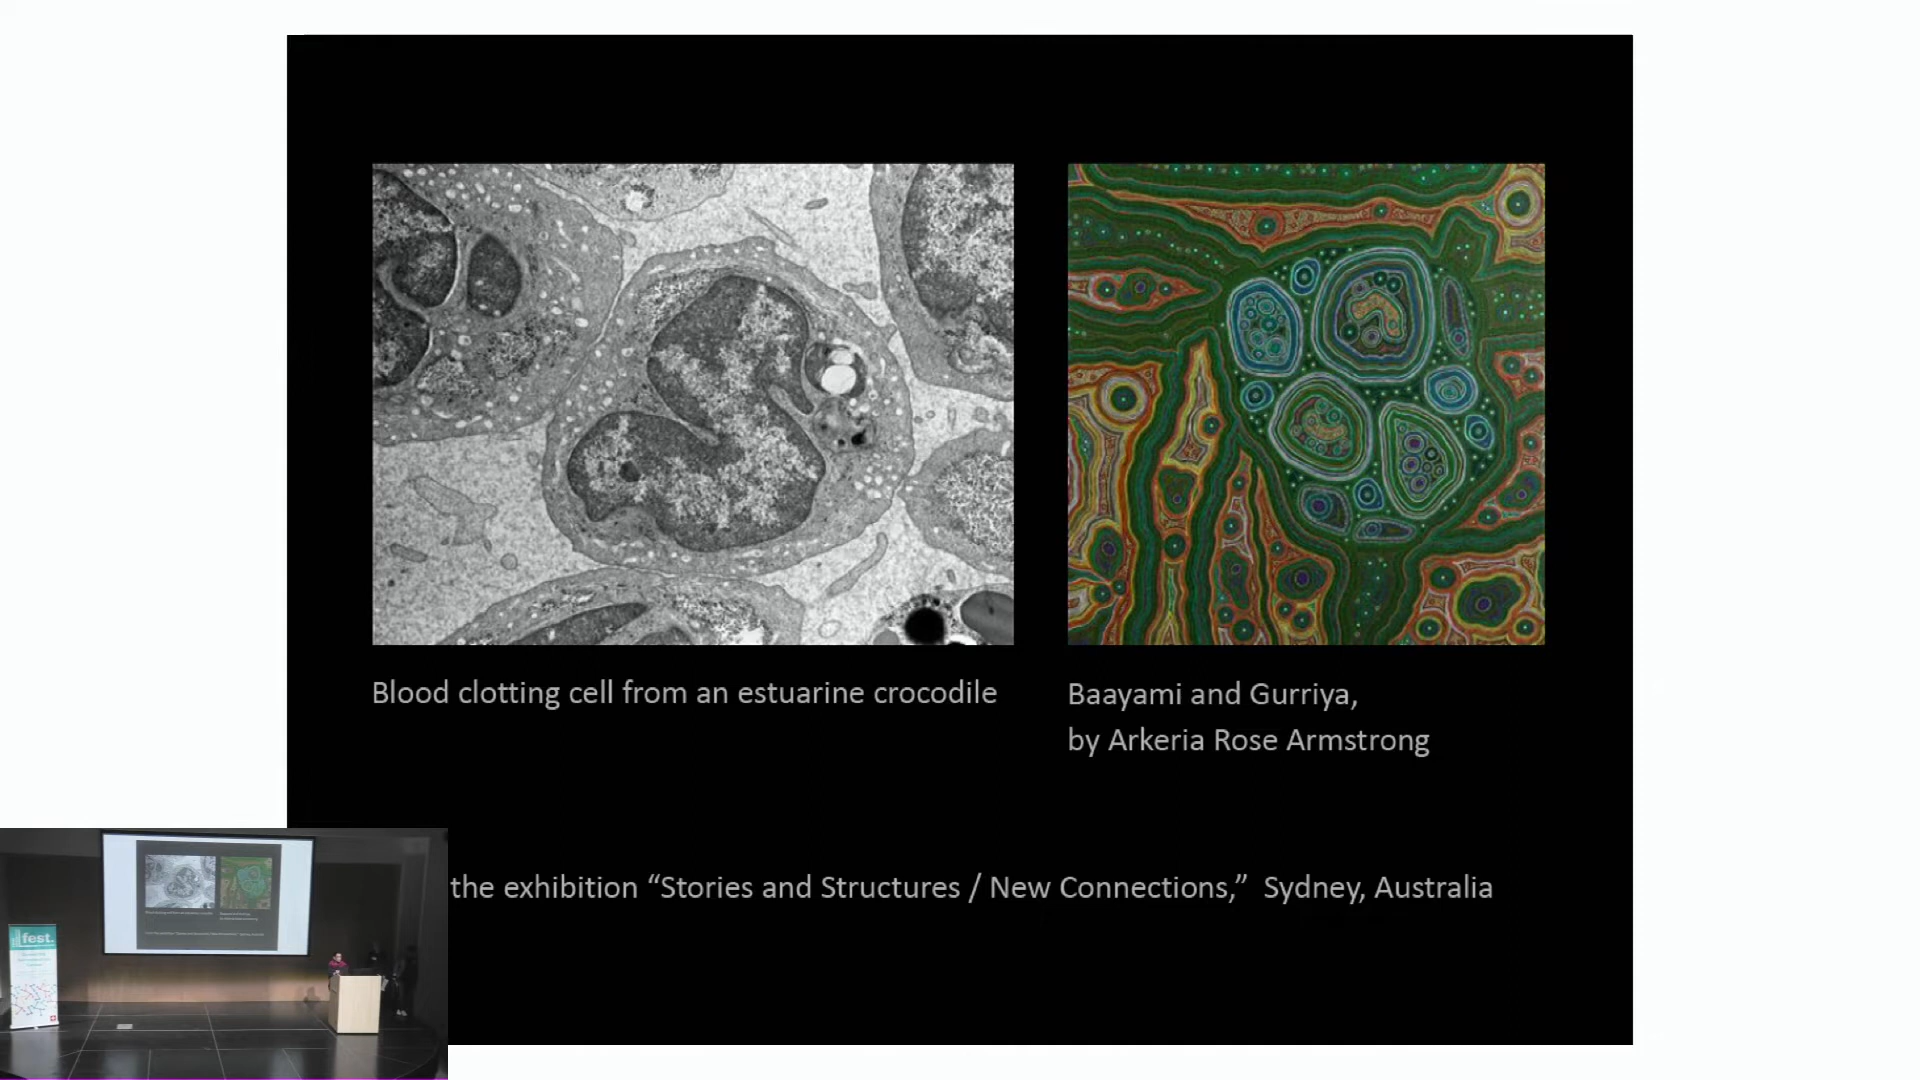 Blood clotting cell from an estuarine crocodile
Baayami and Gurriya,
by Arkeria Rose Armstrong
the exhibition “Stories and Structures / New Connections,” Sydney, Australia
fest.